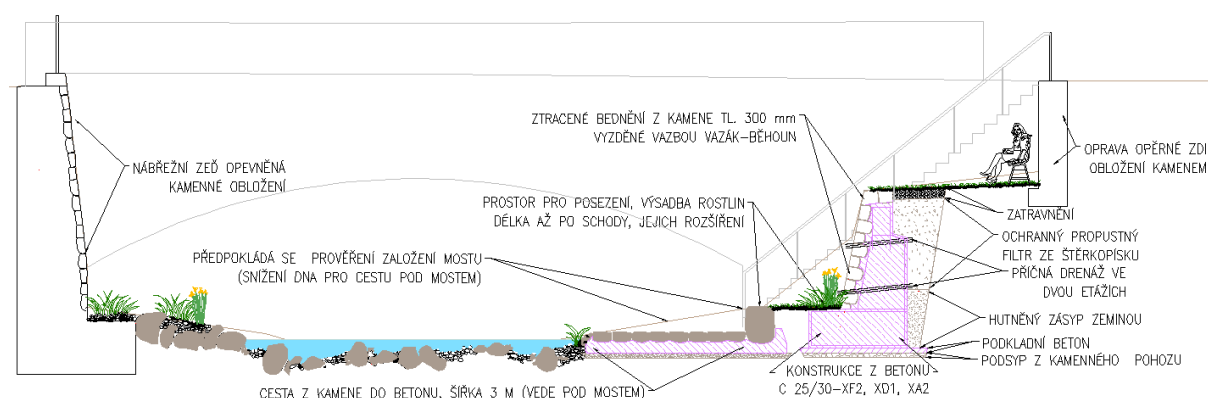 ZTRACENÉ BEDNĚNÍ Z KAMENE TL. 300 mm
VYZDĚNÉ VAZBOU VAZÁK-BĚHOUN
NÁBŘEŽNÍ ZEĎ OPEVNĚNÁ
KAMENNÉ OBLOŽENÍ
OPRAVA OPĚRNÉ ZDI
OBLOŽENÍ KAMENEM
PROSTOR PRO POSEZENÍ, VÝSADBA ROSTLIN
DÉLKA AŽ PO SCHODY, JEJICH ROZŠÍŘENÍ
ZATRAVNĚNÍ
OCHRANNÝ PROPUSTNÝ
FILTR ZE ŠTĚRKOPÍSKU
PŘEDPOKLÁDÁ SE PROVĚŘENÍ ZALOŽENÍ MOSTU
(SNÍŽENÍ DNA PRO CESTU POD MOSTEM)
PŘÍČNÁ DRENÁŽ VE
DVOU ETÁŽÍCH
HUTNĚNÝ ZÁSYP ZEMINOU
PODKLADNÍ BETON
PODSYP Z KAMENNÉHO POHOZU
KONSTRUKCE Z BETONU
C 25/30-XF2, XD1, XA2
CESTA Z KAMENE DO BETONU, ŠÍŘKA 3 M (VEDE POD MOSTEM)